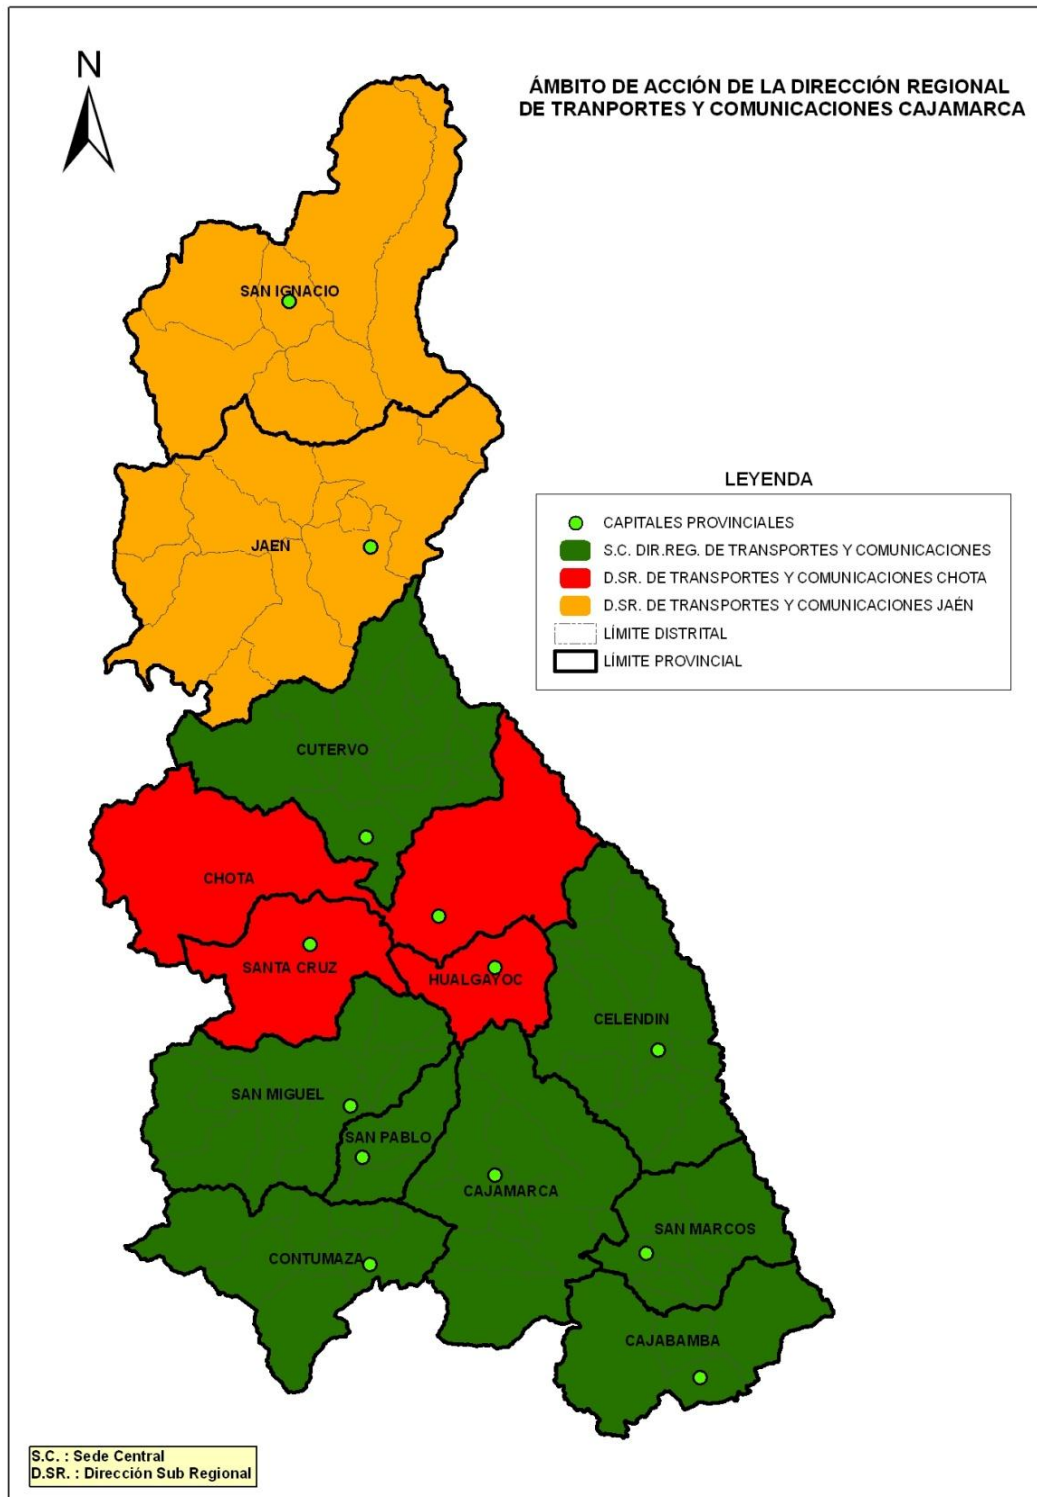 N
ÁMBITO DE ACCIÓN DE LA DIRECCIÓN REGIONAL
DE TRANPORTES Y COMUNICACIONES CAJAMARCA
SAN IGNACIO
JAEN
LEYENDA
CAPITALES PROVINCIALES
S.C. DIR.REG. DE TRANSPORTES Y COMUNICACIONES
D.SR. DE TRANSPORTES Y COMUNICACIONES CHOTA
D.SR. DE TRANSPORTES Y COMUNICACIONES JAÉN
LÍMITE DISTRITAL
LÍMITE PROVINCIAL
CUTERVO
CHOTA
SANTA CRUZ
HUALGAYOC
CELENDIN
SAN MIGUEL
SAN PABLO
CAJAMARCA
SAN MARCOS
CONTUMAZA
CAJABAMBA
S.C. : Sede Central
D.SR. : Dirección Sub Regional